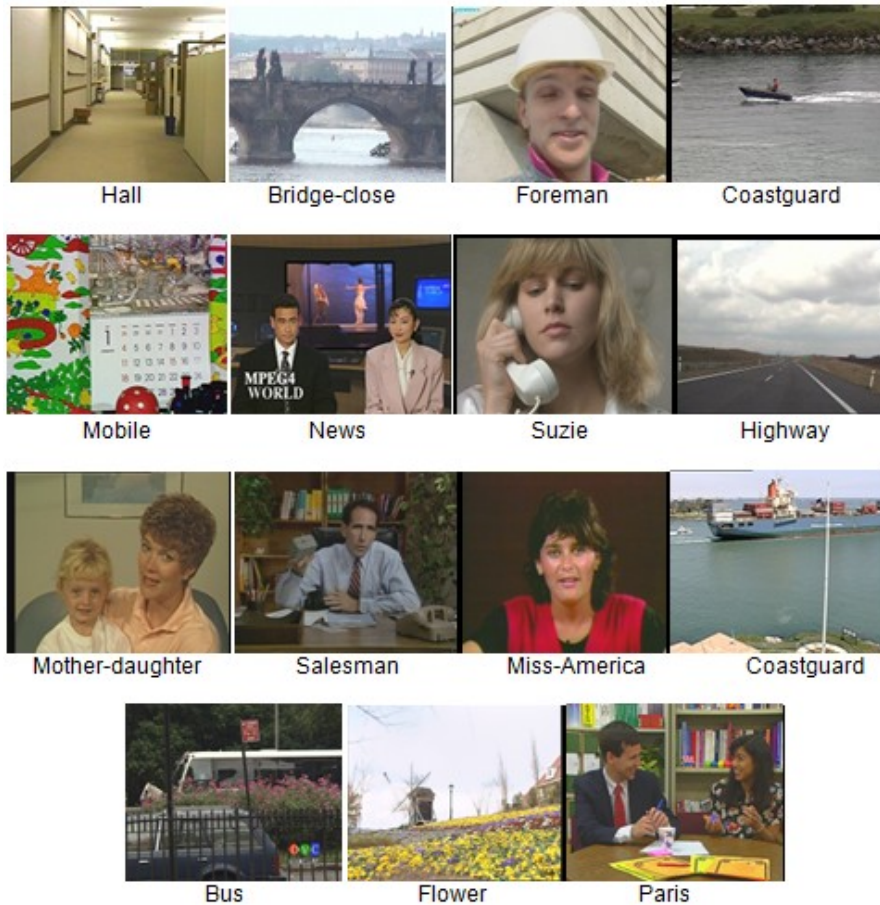 Hall
Bridge-close
Foreman
Coastguard
Mobile
MPEG4
WORLD
News
Suzie
Highway
Mother-daughter
Salesman
Miss-America
Coastguard
Bus
Flower
Paris